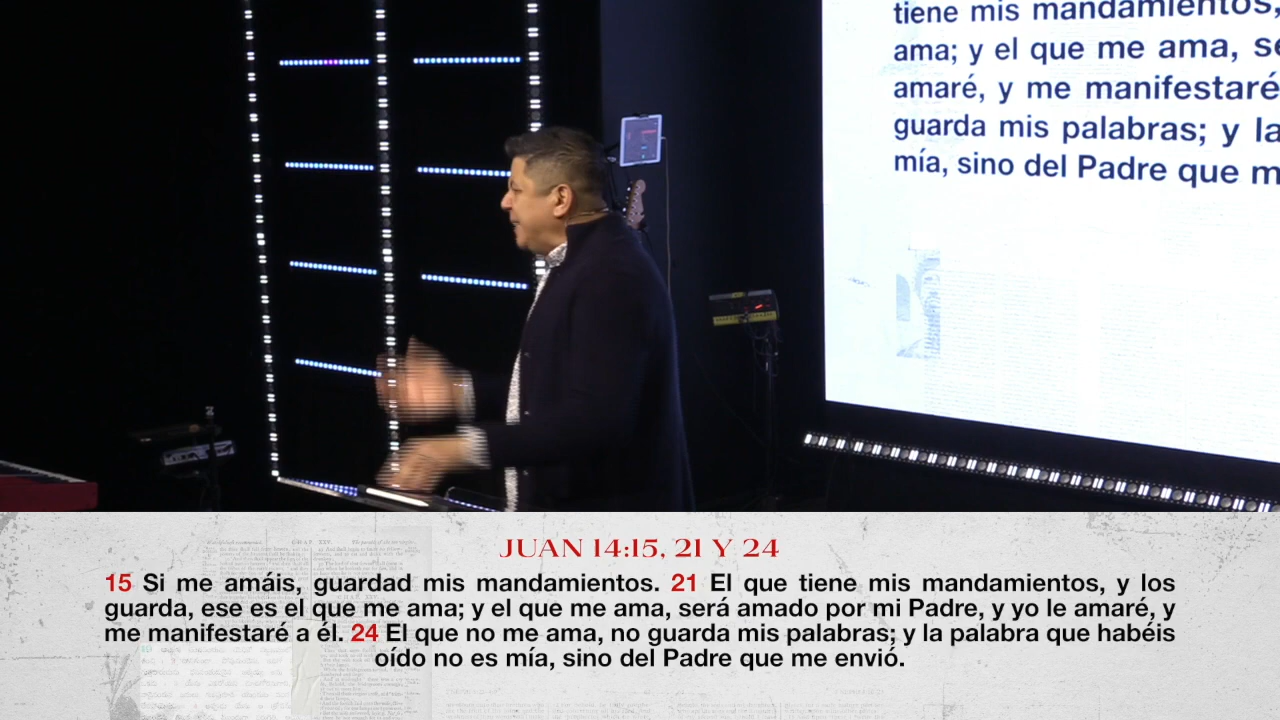 tiene mis mandamientos,
ama; y el que me ama,
amaré, y me manifestaré
guarda mis palabras; y la
mía, sino del Padre que
JUAN 14:15, 21 Y 24
15 Si me amáis, guardad mis mandamientos. 21 El que tiene mis mandamientos, y los
guarda, ese es el que me ama; y el que me ama, será amado por mi Padre, y yo le amaré, y
me manifestaré a él. 24 El que no me ama, no guarda mis palabras; y la palabra que habéis
oído no es mía, sino del Padre que me envió.